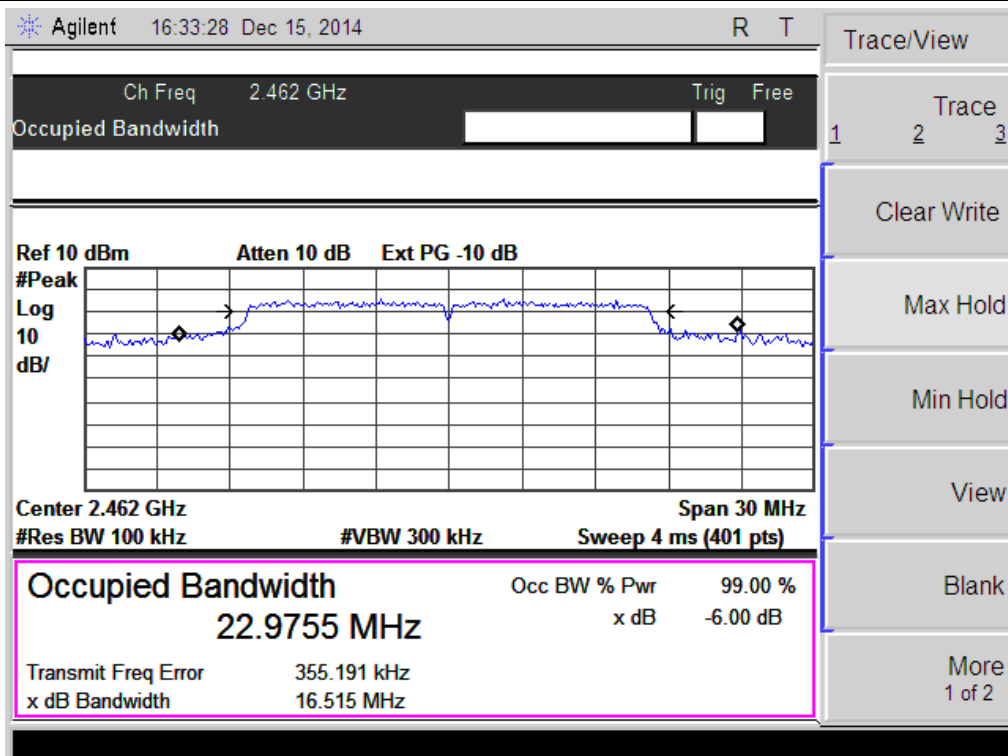 Agilent 16:33:28 Dec 15, 2014 R T
Trace/View
Ch Freq 2.462 GHz Trig Free
Occupied Bandwidth
Trace
1 2 3
Clear Write
Ref 10 dBm Atten 10 dB Ext PG -10 dB
#Peak
Log
10
dB/
Max Hold
Min Hold
View
Center 2.462 GHz Span 30 MHz
#Res BW 100 kHz #VBW 300 kHz Sweep 4 ms (401 pts)
Occupied Bandwidth Occ BW % Pwr 99.00 %
22.9755 MHz x dB -6.00 dB
Transmit Freq Error 355.191 kHz
x dB Bandwidth 16.515 MHz
Blank
More
1 of 2